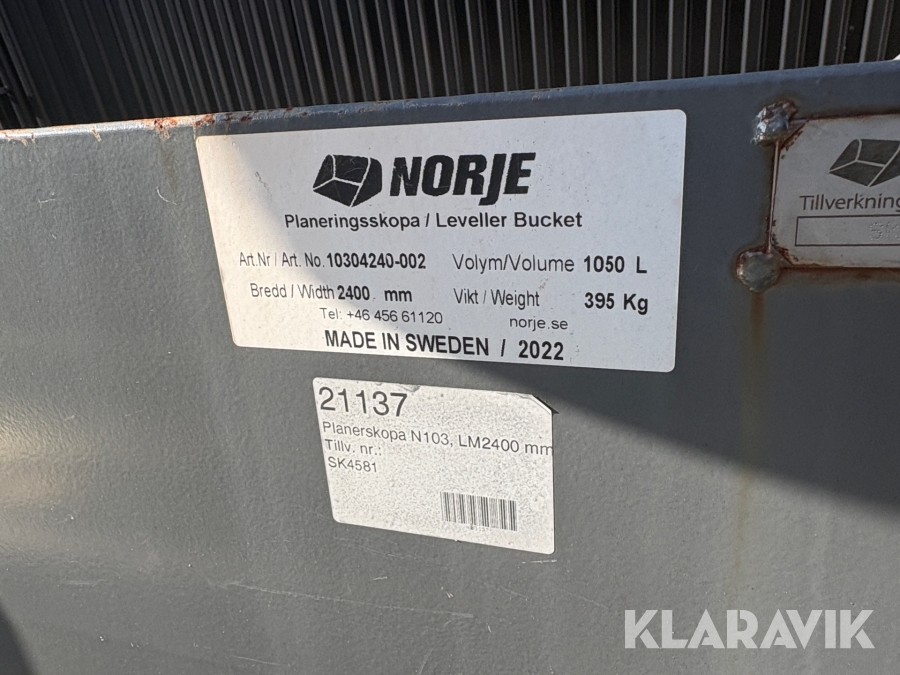 NORJE
Planeringsskopa / Leveller Bucket
Art.Nr / Art. No. 10304240-002 Volym/Volume 1050 L
Bredd / Width 2400 mm Vikt / Weight 395 Kg
Tel: +46 456 61120 norje.se
MADE IN SWEDEN / 2022
Tillverkning
21137
Planerskopa N103, LM2400 mm
Tillv. nr.:
SK4581
KLARAVIK